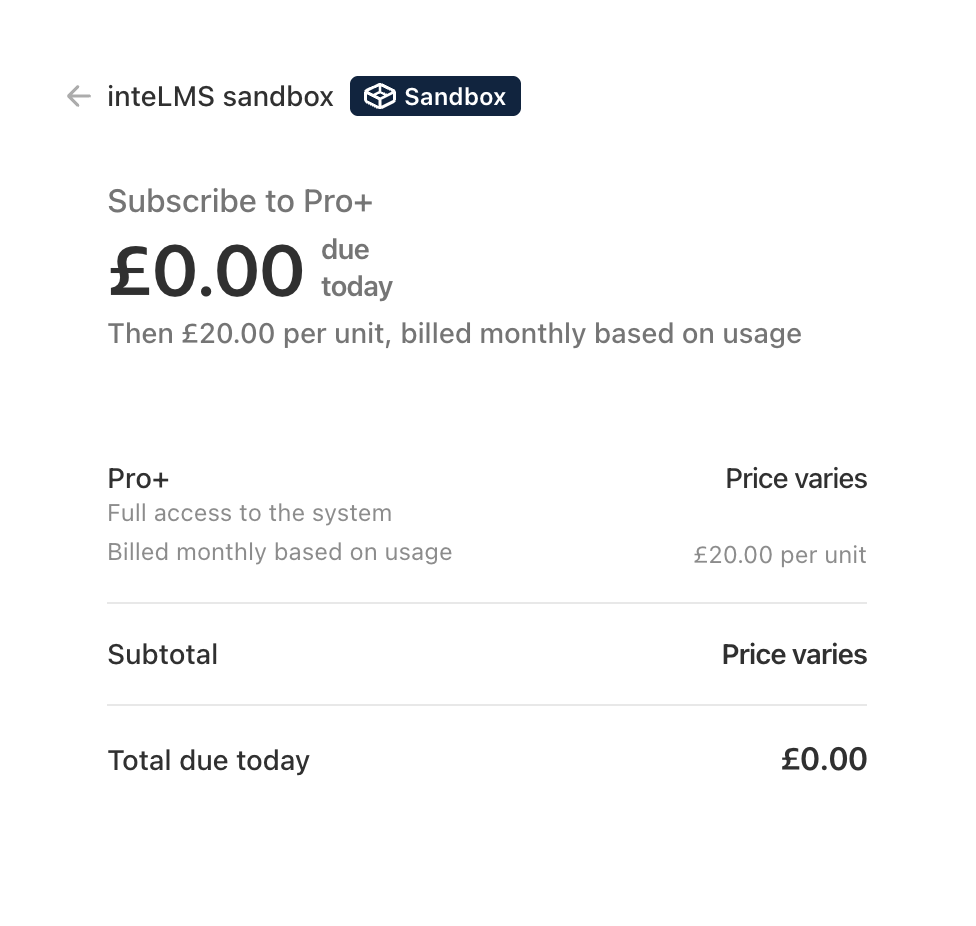 inteLMS sandbox Sandbox
Subscribe to Pro+
£0.00 due today
Then £20.00 per unit, billed monthly based on usage
Pro+ Price varies
Full access to the system
Billed monthly based on usage £20.00 per unit
Subtotal Price varies
Total due today £0.00